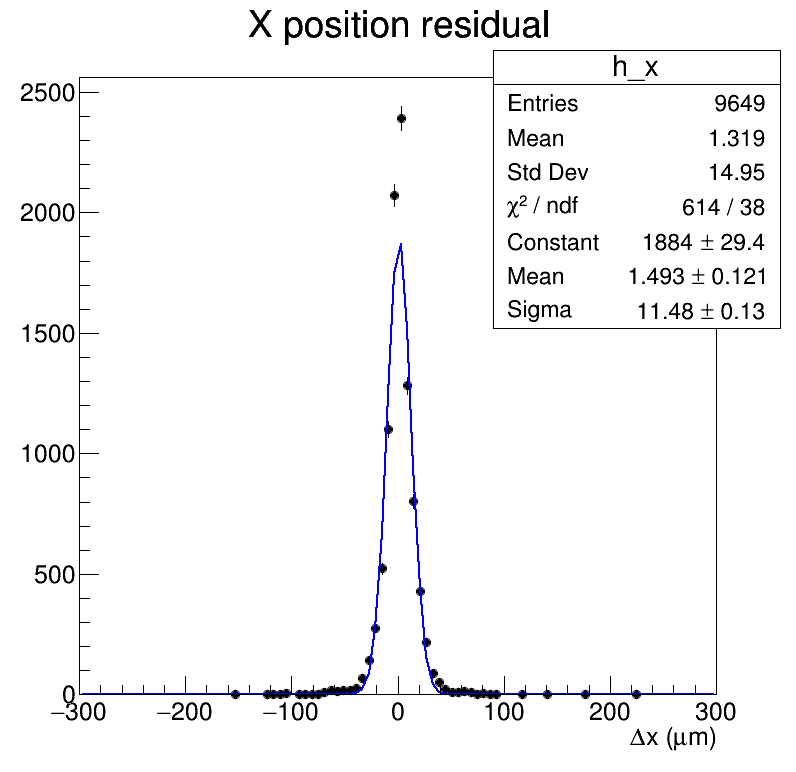 X position residual
h_x
Entries 9649
Mean 1.319
Std Dev 14.95
χ² / ndf 614 / 38
Constant 1884 ± 29.4
Mean 1.493 ± 0.121
Sigma 11.48 ± 0.13
2500
2000
1500
1000
500
0
−300 −200 −100 0 100 200 300
Δx (μm)